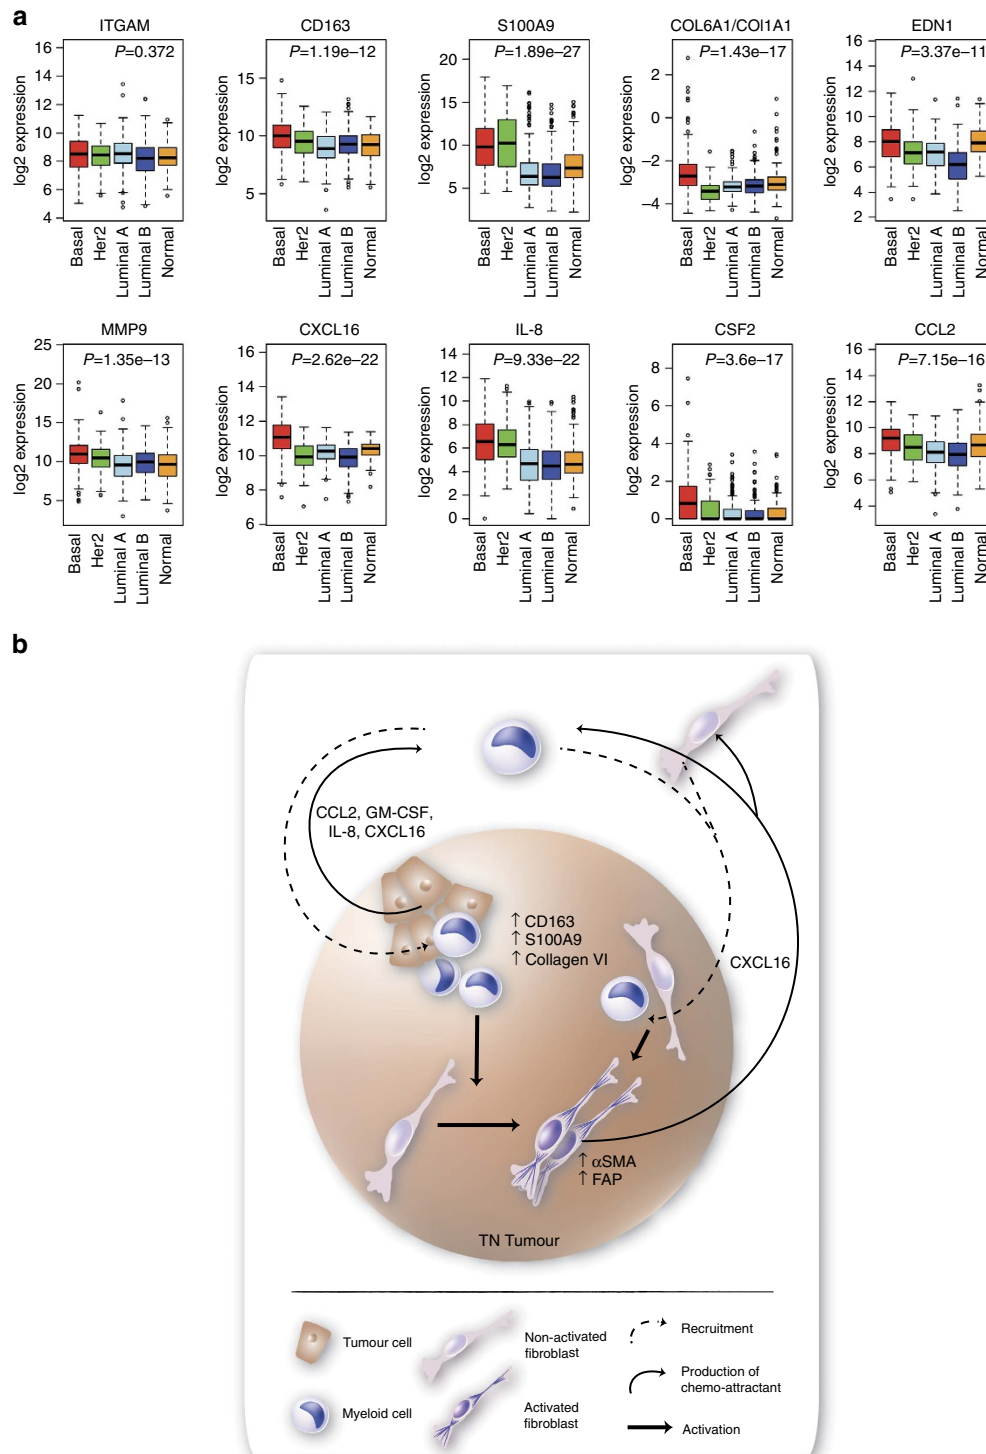 a
ITGAM
P=0.372
log2 expression
16
14
12
10
8
6
4
Basal
Her2
Luminal A
Luminal B
Normal
CD163
P=1.19e–12
log2 expression
15
10
5
Basal
Her2
Luminal A
Luminal B
Normal
S100A9
P=1.89e–27
log2 expression
20
15
10
5
Basal
Her2
Luminal A
Luminal B
Normal
COL6A1/COl1A1
P=1.43e–17
log2 expression
2
0
−2
−4
Basal
Her2
Luminal A
Luminal B
Normal
EDN1
P=3.37e–11
log2 expression
16
14
12
10
8
6
4
2
Basal
Her2
Luminal A
Luminal B
Normal
MMP9
P=1.35e–13
log2 expression
25
20
15
10
5
Basal
Her2
Luminal A
Luminal B
Normal
CXCL16
P=2.62e–22
log2 expression
16
14
12
10
8
6
Basal
Her2
Luminal A
Luminal B
Normal
IL-8
P=9.33e–22
log2 expression
14
12
10
8
6
4
2
0
Basal
Her2
Luminal A
Luminal B
Normal
CSF2
P=3.6e–17
log2 expression
8
6
4
2
0
Basal
Her2
Luminal A
Luminal B
Normal
CCL2
P=7.15e–16
log2 expression
16
14
12
10
8
6
4
Basal
Her2
Luminal A
Luminal B
Normal
b
CCL2, GM-CSF,
IL-8, CXCL16
↑ CD163
↑ S100A9
↑ Collagen VI
CXCL16
↑ αSMA
↑ FAP
TN Tumour
Tumour cell
Non-activated
fibroblast
Recruitment
Myeloid cell
Activated
fibroblast
Production of
chemo-attractant
Activation